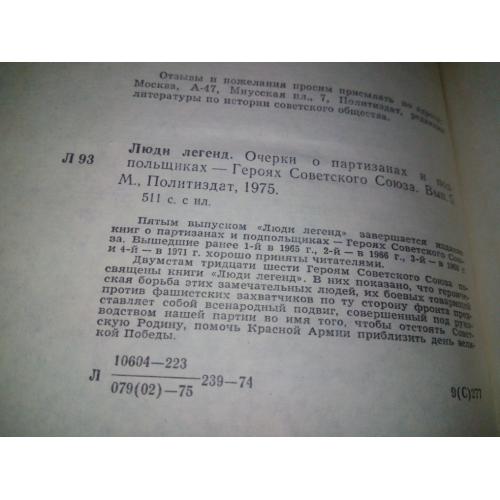 Отзывы и пожелания просим присылать по адресу:
Москва, А-47, Миусская пл., 7, Политиздат, редакция
литературы по истории советского общества.
Л 93
Люди легенд. Очерки о партизанах и под-
польщиках — Героях Советского Союза. Вып. 5
М., Политиздат, 1975.
511 с. с ил.
Пятым выпуском «Люди легенд» завершается издание
книг о партизанах и подпольщиках — Героях Советского Сою-
за. Вышедшие ранее 1-й в 1965 г., 2-й — в 1966 г., 3-й — в 1968 г.
и 4-й — в 1971 г. хорошо приняты читателями.
Двумстам тридцати шести Героям Советского Союза по-
священы книги «Люди легенд». В них показано, что героиче-
ская борьба этих замечательных людей, их боевых товарищей
против фашистских захватчиков по ту сторону фронта пред-
ставляет собой всенародный подвиг, совершенный под руко-
водством нашей партии во имя того, чтобы отстоять Совет-
скую Родину, помочь Красной Армии приблизить день вели-
кой Победы.
Л 10604—223
079(02)—75 239—74
9(С)277